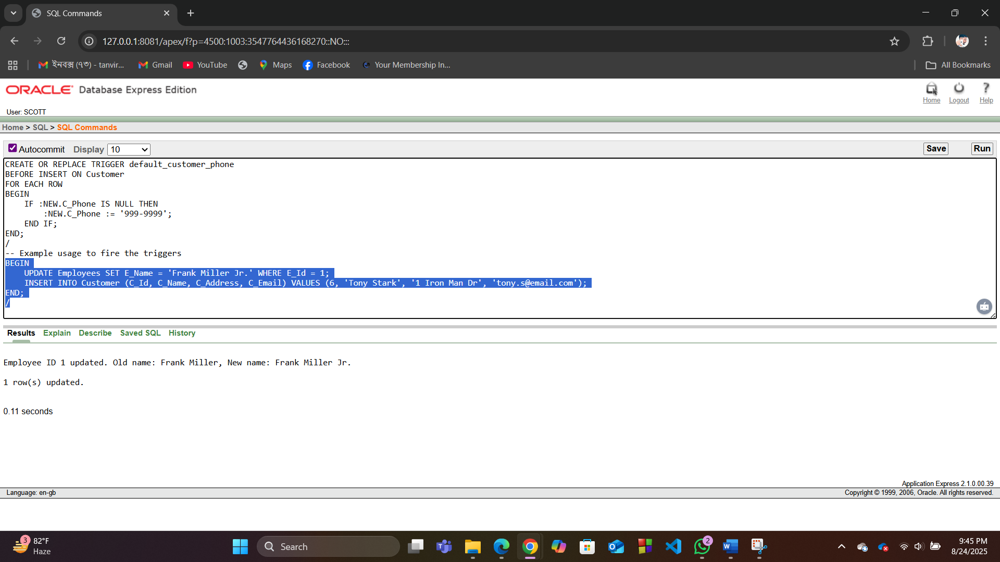 SQL Commands
127.0.0.1:8081/apex/f?p=4500:1003:3547764436168270::NO:::
ইনবক্স (৭৩) - tanvir...
Gmail
YouTube
Maps
Facebook
Your Membership In...
All Bookmarks
ORACLE Database Express Edition
Home
Logout
Help
User: SCOTT
Home > SQL > SQL Commands
Autocommit Display 10
Save
Run
CREATE OR REPLACE TRIGGER default_customer_phone
BEFORE INSERT ON Customer
FOR EACH ROW
BEGIN
    IF :NEW.C_Phone IS NULL THEN
        :NEW.C_Phone := '999-9999';
    END IF;
END;
/
-- Example usage to fire the triggers
BEGIN
    UPDATE Employees SET E_Name = 'Frank Miller Jr.' WHERE E_Id = 1;
    INSERT INTO Customer (C_Id, C_Name, C_Address, C_Email) VALUES (6, 'Tony Stark', '1 Iron Man Dr', 'tony.s@email.com');
END;
/
Results Explain Describe Saved SQL History
Employee ID 1 updated. Old name: Frank Miller, New name: Frank Miller Jr.
1 row(s) updated.
0.11 seconds
Application Express 2.1.0.00.39
Language: en-gb
Copyright © 1999, 2006, Oracle. All rights reserved.
3
82°F
Haze
Search
2
9:45 PM
8/24/2025